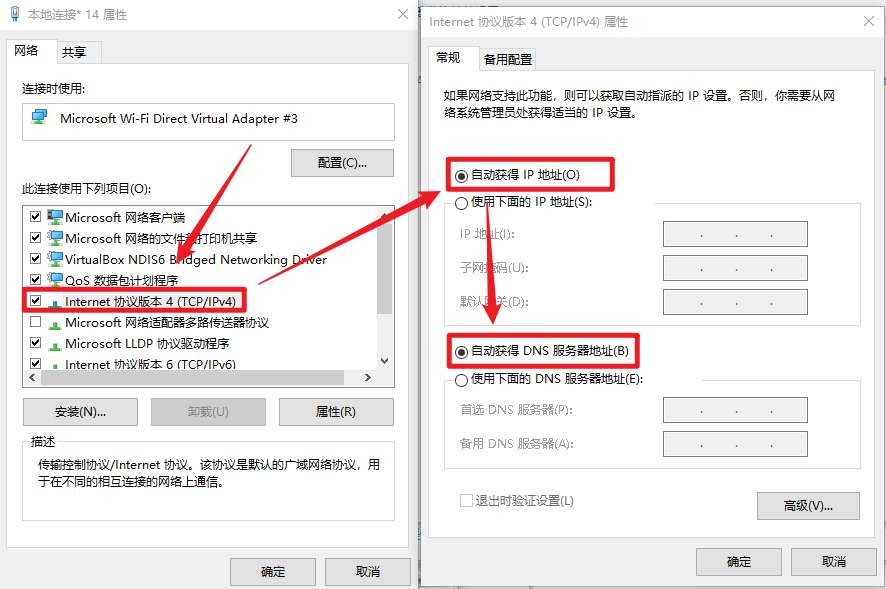 本地连接* 14 属性
网络
共享
连接时使用:
Microsoft Wi-Fi Direct Virtual Adapter #3
配置(C)...
此连接使用下列项目(O):
Microsoft 网络客户端
Microsoft 网络的文件和打印机共享
VirtualBox NDIS6 Bridged Networking Driver
QoS 数据包计划程序
Internet 协议版本 4 (TCP/IPv4)
Microsoft 网络适配器多路传送器协议
Microsoft LLDP 协议驱动程序
Internet 协议版本 6 (TCP/IPv6)
安装(N)...
卸载(U)
属性(R)
描述
传输控制协议/Internet 协议。该协议是默认的广域网络协议，用
于在不同的相互连接的网络上通信。
确定
取消
Internet 协议版本 4 (TCP/IPv4) 属性
常规
备用配置
如果网络支持此功能，则可以获取自动指派的 IP 设置。否则，你需要从网
络系统管理员处获得适当的 IP 设置。
自动获得 IP 地址(O)
使用下面的 IP 地址(S):
IP 地址(I):
子网掩码(U):
默认网关(D):
自动获得 DNS 服务器地址(B)
使用下面的 DNS 服务器地址(E):
首选 DNS 服务器(P):
备用 DNS 服务器(A):
退出时验证设置(L)
高级(V)...
确定
取消